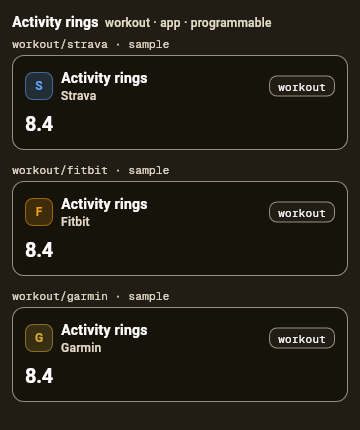 Activity rings workout · app · programmable
workout/strava · sample
S
Activity rings
Strava
workout
8.4
workout/fitbit · sample
F
Activity rings
Fitbit
workout
8.4
workout/garmin · sample
G
Activity rings
Garmin
workout
8.4